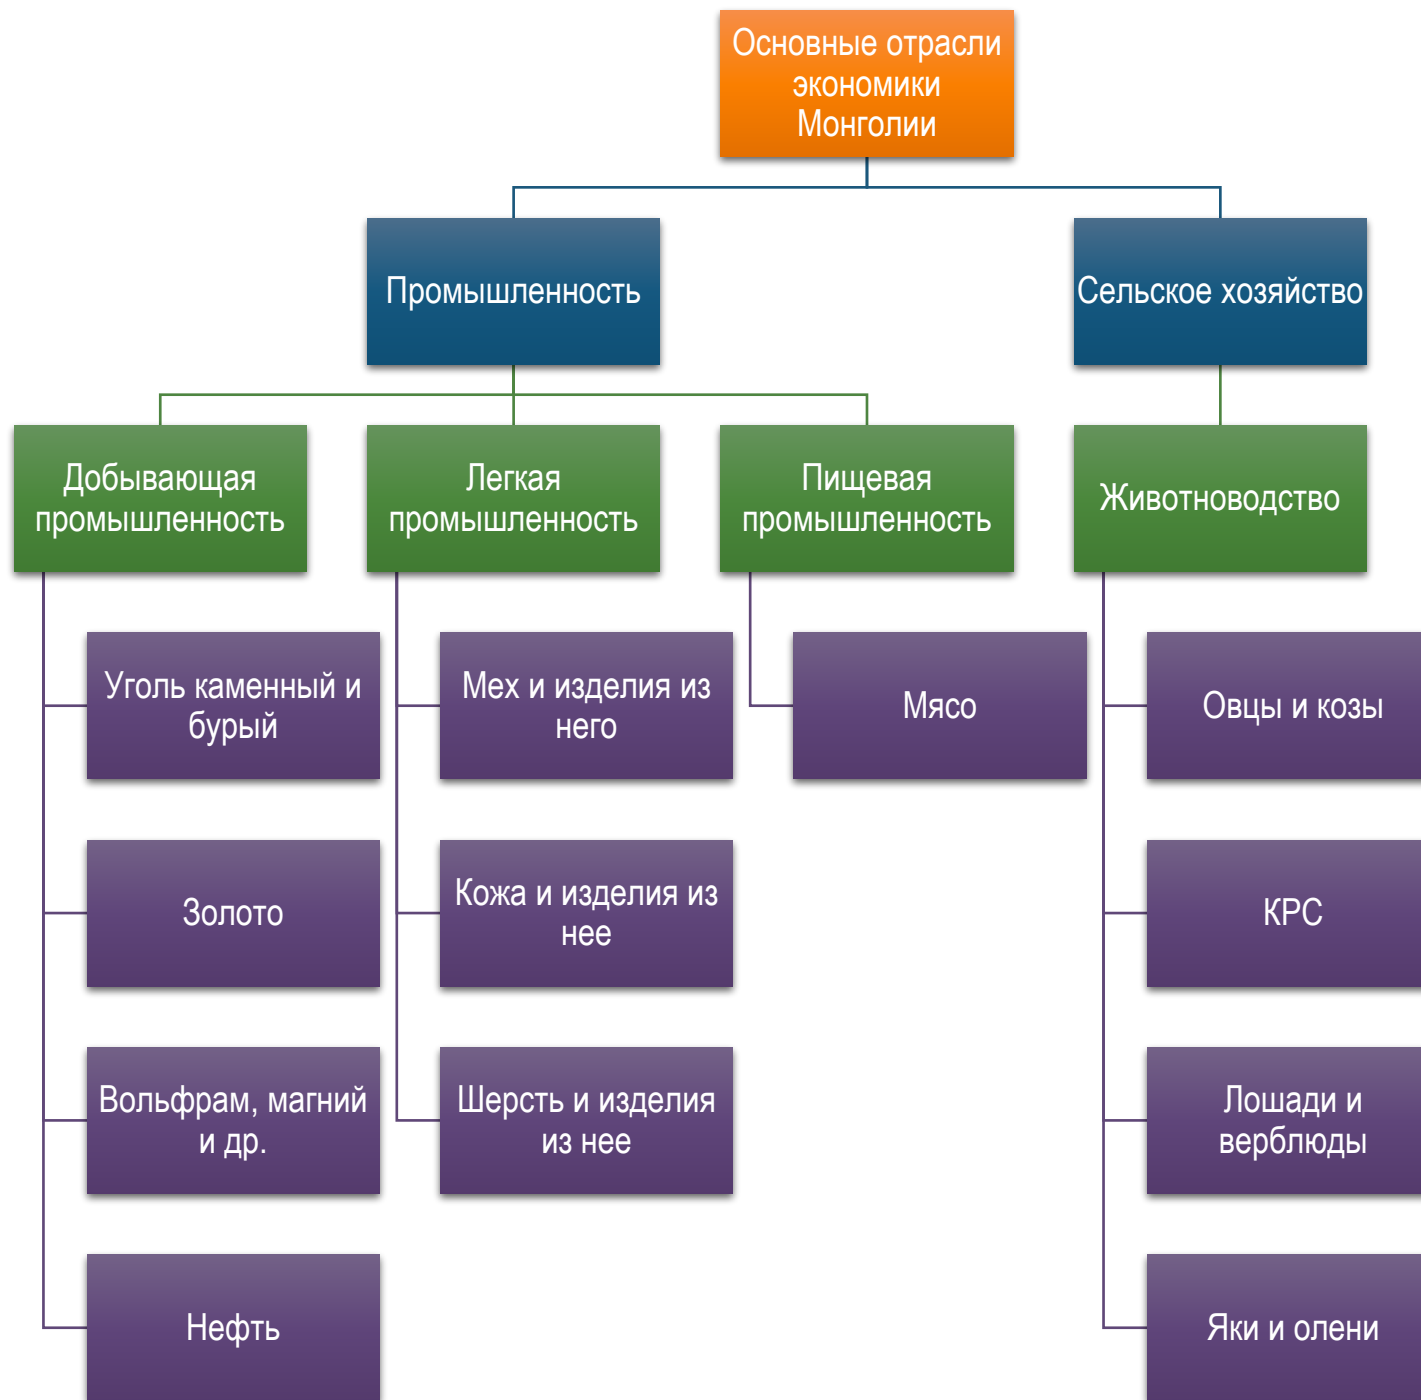 Основные отрасли
экономики
Монголии
Промышленность
Сельское хозяйство
Добывающая
промышленность
Легкая
промышленность
Пищевая
промышленность
Животноводство
Уголь каменный и
бурый
Мех и изделия из
него
Мясо
Овцы и козы
Золото
Кожа и изделия из
нее
КРС
Вольфрам, магний
и др.
Шерсть и изделия
из нее
Лошади и
верблюды
Нефть
Яки и олени